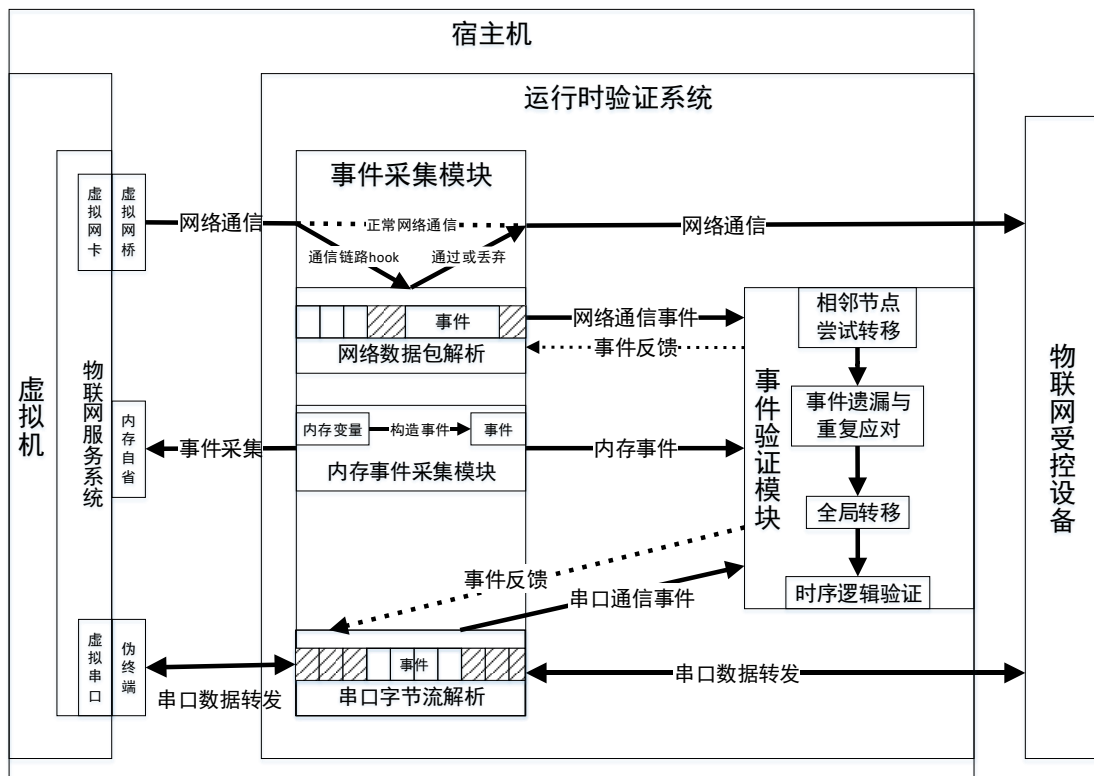 宿主机
运行时验证系统
虚拟机
物联网服务系统
虚拟网卡
虚拟网桥
内存自省
虚拟串口
伪终端
网络通信
事件采集
串口数据转发
事件采集模块
正常网络通信
通信链路hook
通过或丢弃
事件
网络数据包解析
内存变量
构造事件
事件
内存事件采集模块
事件
串口字节流解析
网络通信
网络通信事件
事件反馈
内存事件
事件反馈
串口通信事件
串口数据转发
事件验证模块
相邻节点
尝试转移
事件遗漏与
重复应对
全局转移
时序逻辑验证
物联网受控设备